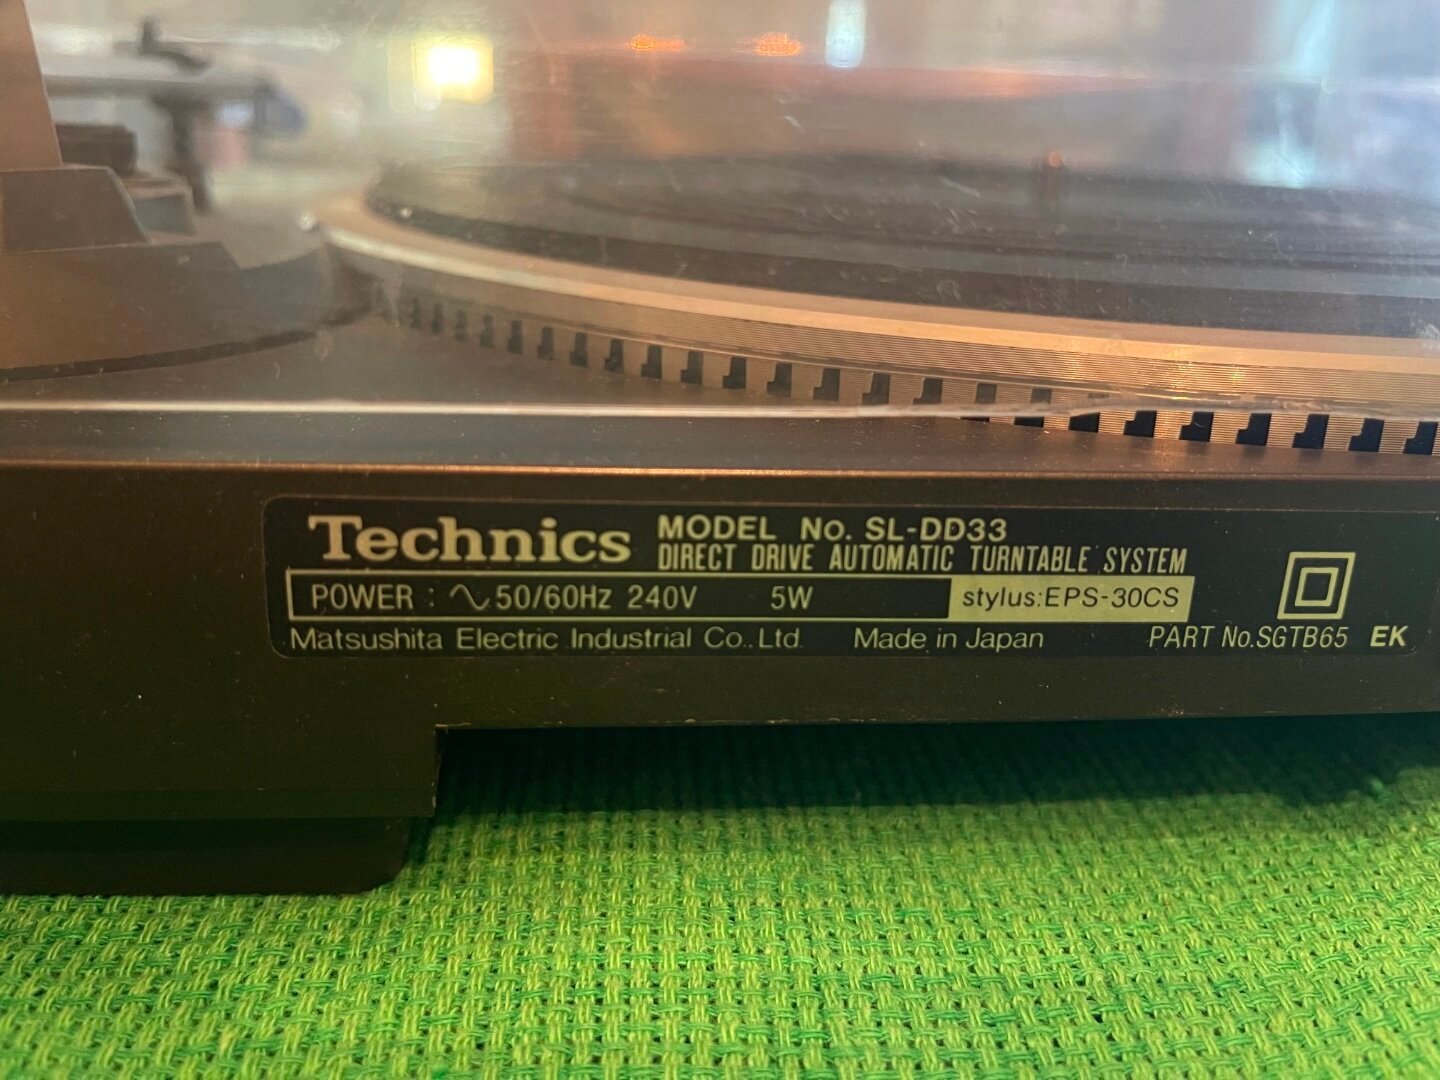 Technics MODEL No. SL-DD33
DIRECT DRIVE AUTOMATIC TURNTABLE SYSTEM
POWER : ∿ 50/60Hz 240V 5W stylus:EPS-30CS
Matsushita Electric Industrial Co., Ltd. Made in Japan PART No.SGTB65 EK